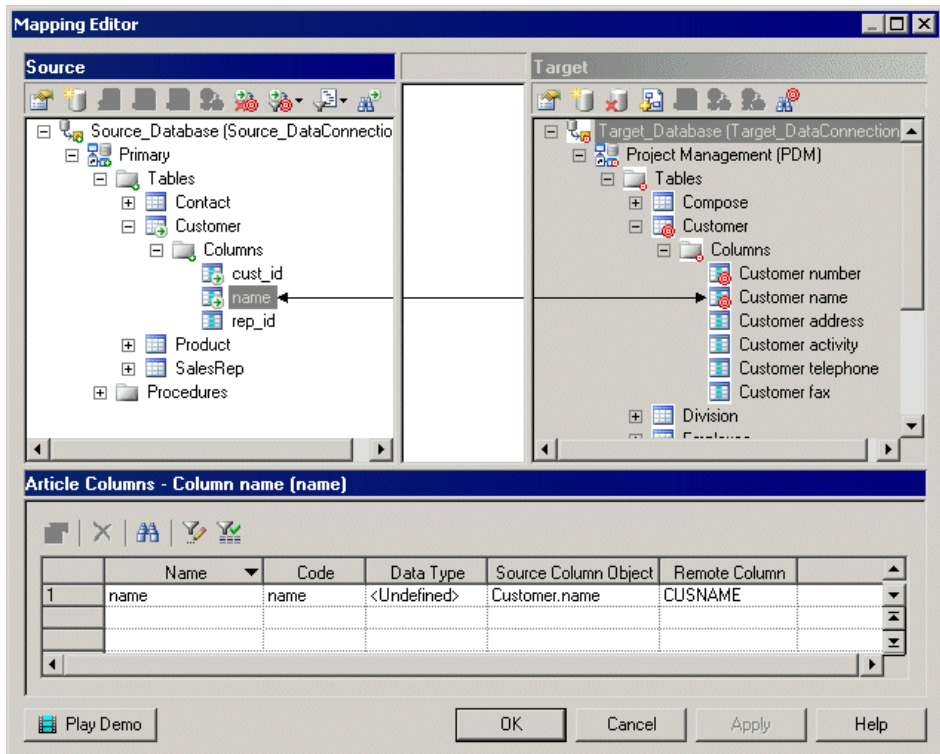 Mapping Editor
Source
Target
Source_Database (Source_DataConnectio
Primary
Tables
Contact
Customer
Columns
cust_id
name
rep_id
Product
SalesRep
Procedures
Target_Database (Target_DataConnection
Project Management (PDM)
Tables
Compose
Customer
Columns
Customer number
Customer name
Customer address
Customer activity
Customer telephone
Customer fax
Division
Article Columns - Column name (name)
Name Code Data Type Source Column Object Remote Column
1 name name <Undefined> Customer.name CUSNAME
Play Demo OK Cancel Apply Help